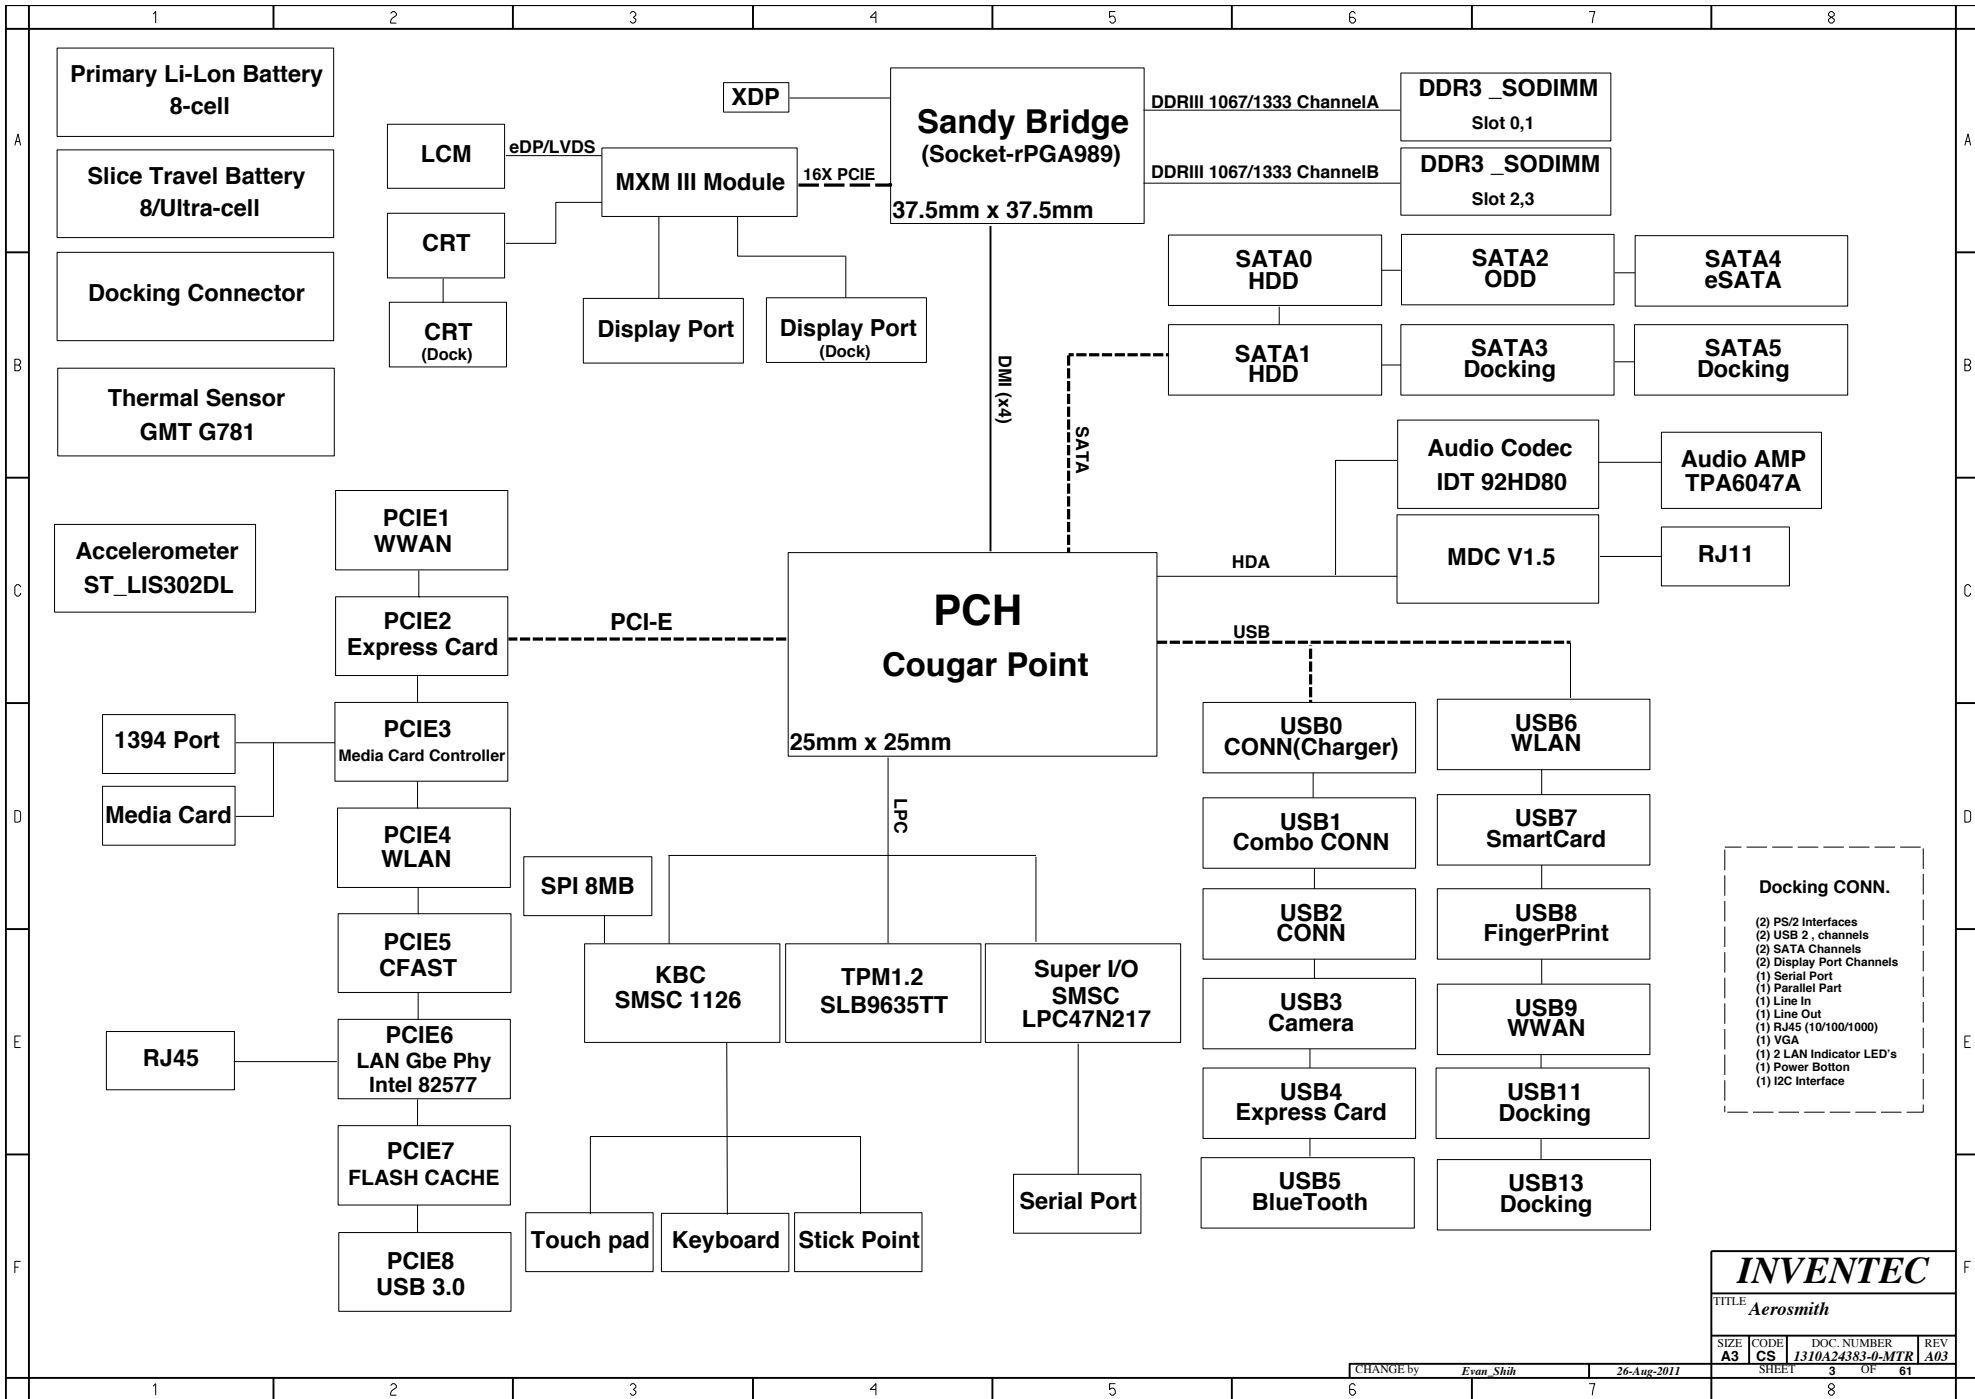 1 2 3 4 5 6 7 8
A
B
C
D
E
F
Primary Li-Lon Battery
8-cell
Slice Travel Battery
8/Ultra-cell
Docking Connector
Thermal Sensor
GMT G781
Accelerometer
ST_LIS302DL
LCM
eDP/LVDS
CRT
CRT
(Dock)
MXM III Module
16X PCIE
Display Port
Display Port
(Dock)
XDP
Sandy Bridge
(Socket-rPGA989)
37.5mm x 37.5mm
DDRIII 1067/1333 ChannelA
DDR3 _SODIMM
Slot 0,1
DDRIII 1067/1333 ChannelB
DDR3 _SODIMM
Slot 2,3
SATA0
HDD
SATA2
ODD
SATA4
eSATA
SATA1
HDD
SATA3
Docking
SATA5
Docking
DMI (x4)
SATA
Audio Codec
IDT 92HD80
Audio AMP
TPA6047A
HDA
MDC V1.5
RJ11
PCIE1
WWAN
PCIE2
Express Card
PCI-E
PCH
Cougar Point
25mm x 25mm
USB
1394 Port
Media Card
PCIE3
Media Card Controller
PCIE4
WLAN
PCIE5
CFAST
RJ45
PCIE6
LAN Gbe Phy
Intel 82577
PCIE7
FLASH CACHE
PCIE8
USB 3.0
LPC
SPI 8MB
KBC
SMSC 1126
TPM1.2
SLB9635TT
Super I/O
SMSC
LPC47N217
Touch pad
Keyboard
Stick Point
Serial Port
USB0
CONN(Charger)
USB1
Combo CONN
USB2
CONN
USB3
Camera
USB4
Express Card
USB5
BlueTooth
USB6
WLAN
USB7
SmartCard
USB8
FingerPrint
USB9
WWAN
USB11
Docking
USB13
Docking
Docking CONN.
(2) PS/2 Interfaces
(2) USB 2 , channels
(2) SATA Channels
(2) Display Port Channels
(1) Serial Port
(1) Parallel Part
(1) Line In
(1) Line Out
(1) RJ45 (10/100/1000)
(1) VGA
(1) 2 LAN Indicator LED's
(1) Power Botton
(1) I2C Interface
INVENTEC
TITLE Aerosmith
SIZE CODE DOC. NUMBER REV
A3 CS 1310A24383-0-MTR A03
CHANGE by Evan_Shih 26-Aug-2011 SHEET 3 OF 61
A
B
C
D
E
F
1 2 3 4 5 6 7 8